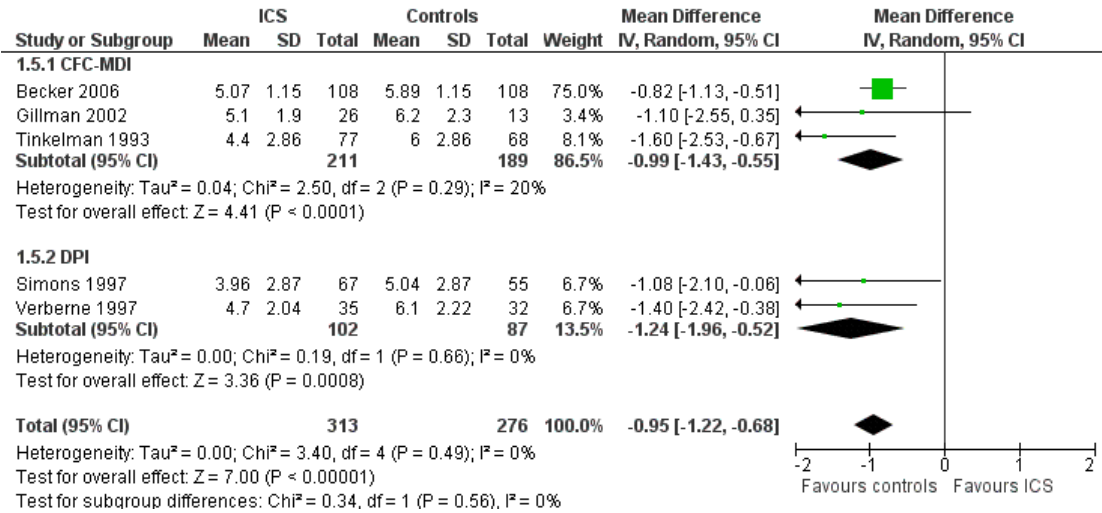 ICS Controls Mean Difference Mean Difference
Study or Subgroup Mean SD Total Mean SD Total Weight IV, Random, 95% CI IV, Random, 95% CI
1.5.1 CFC-MDI
Becker 2006 5.07 1.15 108 5.89 1.15 108 75.0% -0.82 [-1.13, -0.51]
Gillman 2002 5.1 1.9 26 6.2 2.3 13 3.4% -1.10 [-2.55, 0.35]
Tinkelman 1993 4.4 2.86 77 6 2.86 68 8.1% -1.60 [-2.53, -0.67]
Subtotal (95% CI) 211 189 86.5% -0.99 [-1.43, -0.55]
Heterogeneity: Tau² = 0.04; Chi² = 2.50, df = 2 (P = 0.29); I² = 20%
Test for overall effect: Z = 4.41 (P < 0.0001)
1.5.2 DPI
Simons 1997 3.96 2.87 67 5.04 2.87 55 6.7% -1.08 [-2.10, -0.06]
Verberne 1997 4.7 2.04 35 6.1 2.22 32 6.7% -1.40 [-2.42, -0.38]
Subtotal (95% CI) 102 87 13.5% -1.24 [-1.96, -0.52]
Heterogeneity: Tau² = 0.00; Chi² = 0.19, df = 1 (P = 0.66); I² = 0%
Test for overall effect: Z = 3.36 (P = 0.0008)
Total (95% CI) 313 276 100.0% -0.95 [-1.22, -0.68]
Heterogeneity: Tau² = 0.00; Chi² = 3.40, df = 4 (P = 0.49); I² = 0%
Test for overall effect: Z = 7.00 (P < 0.00001)
Test for subgroup differences: Chi² = 0.34, df = 1 (P = 0.56), I² = 0%
-2 -1 0 1 2
Favours controls Favours ICS